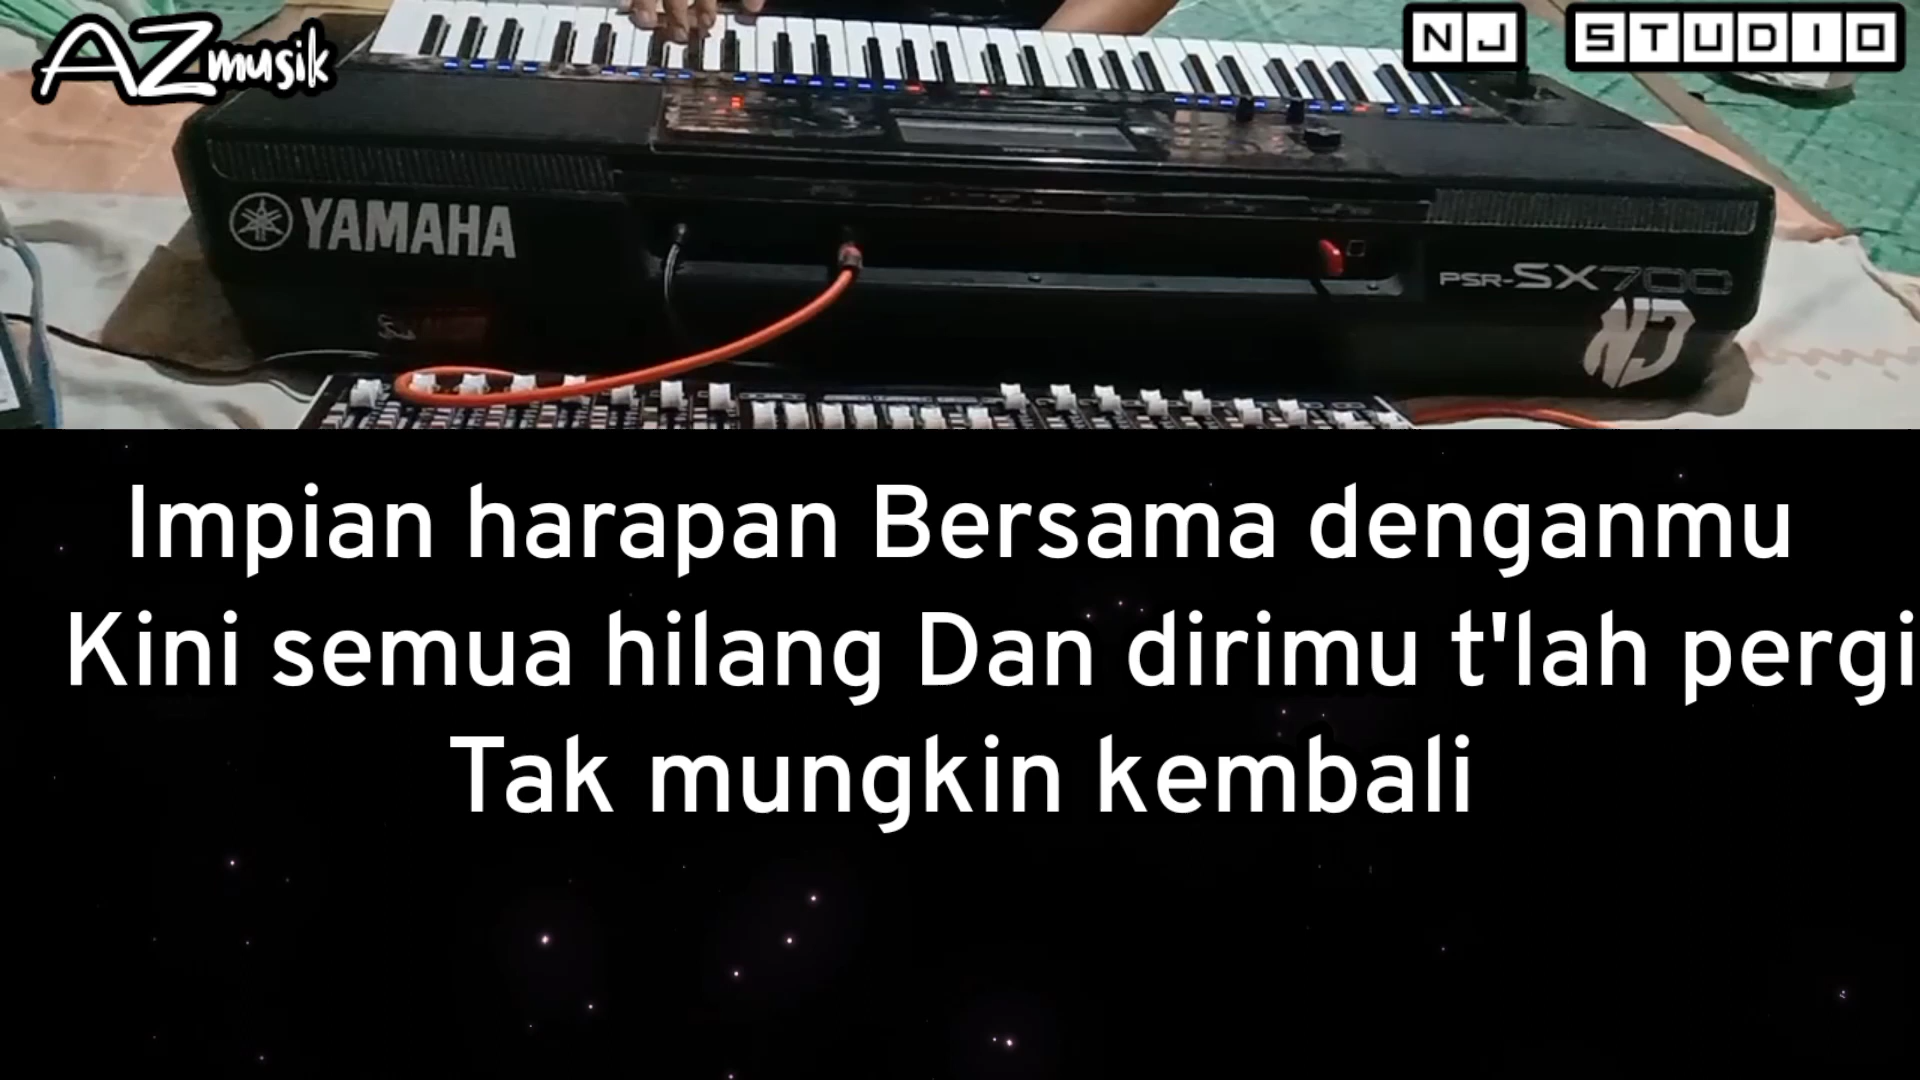 AZmusik
NJ STUDIO
YAMAHA
PSR-SX700
NJ
Impian harapan Bersama denganmu
Kini semua hilang Dan dirimu t'lah pergi
Tak mungkin kembali